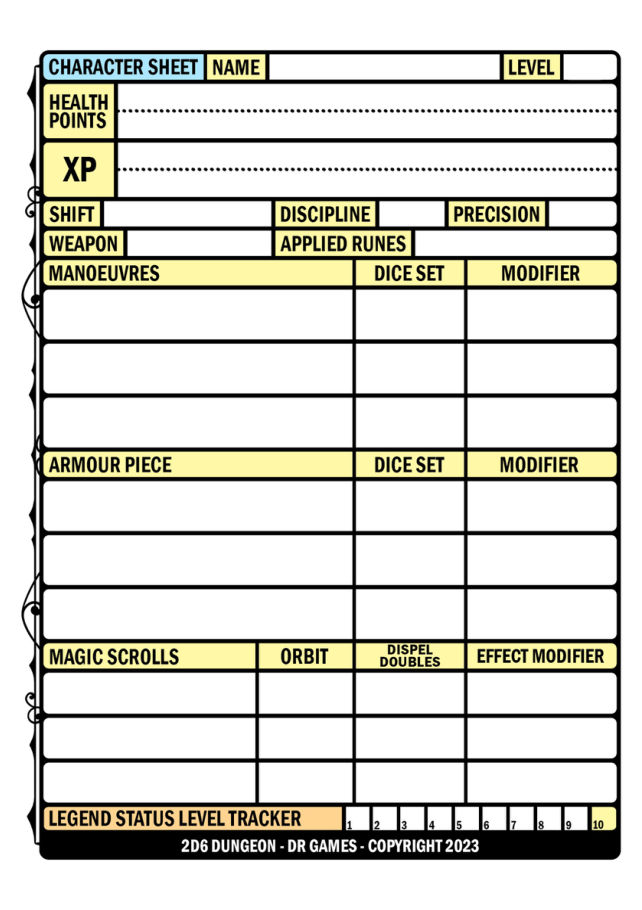 CHARACTER SHEET NAME LEVEL
HEALTH
POINTS
XP
SHIFT DISCIPLINE PRECISION
WEAPON APPLIED RUNES
MANOEUVRES DICE SET MODIFIER
ARMOUR PIECE DICE SET MODIFIER
MAGIC SCROLLS ORBIT DISPEL DOUBLES EFFECT MODIFIER
LEGEND STATUS LEVEL TRACKER 1 2 3 4 5 6 7 8 9 10
2D6 DUNGEON - DR GAMES - COPYRIGHT 2023